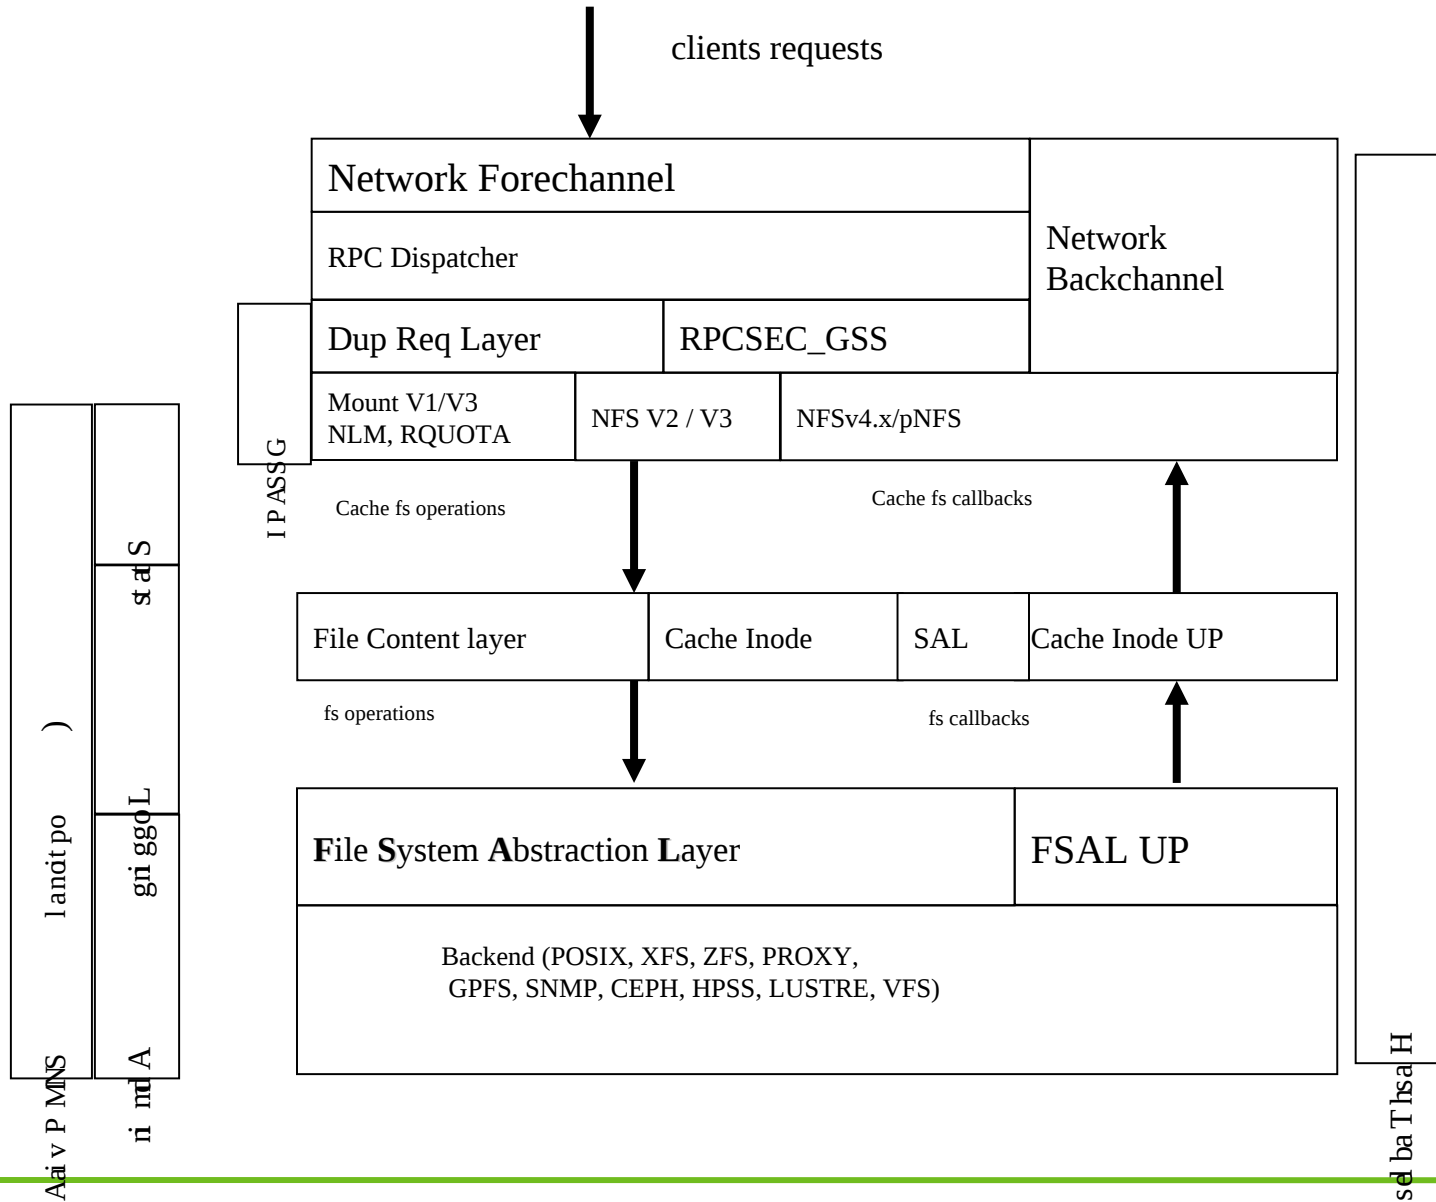 clients requests
Network Forechannel
Network
Backchannel
RPC Dispatcher
Dup Req Layer
RPCSEC_GSS
Mount V1/V3
NLM, RQUOTA
NFS V2 / V3
NFSv4.x/pNFS
Cache fs operations
Cache fs callbacks
File Content layer
Cache Inode
SAL
Cache Inode UP
fs operations
fs callbacks
File System Abstraction Layer
FSAL UP
Backend (POSIX, XFS, ZFS, PROXY,
GPFS, SNMP, CEPH, HPSS, LUSTRE, VFS)